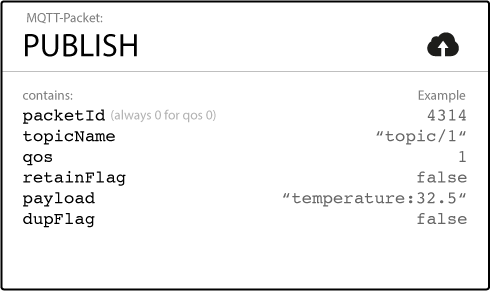 MQTT-Packet:
PUBLISH
contains: Example
packetId (always 0 for qos 0) 4314
topicName “topic/1“
qos 1
retainFlag false
payload “temperature:32.5“
dupFlag false